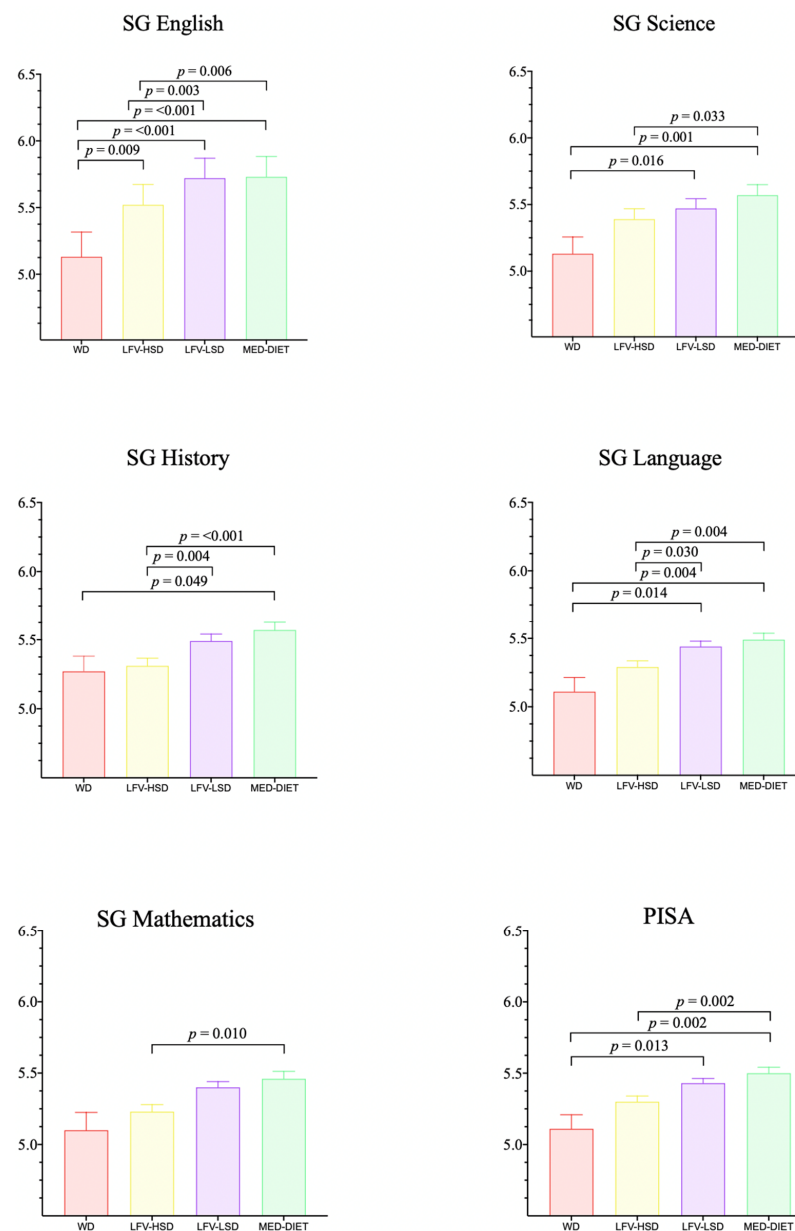 SG English
6.5
6.0
5.5
5.0
p = 0.006
p = 0.003
p = <0.001
p = <0.001
p = 0.009
WD LFV-HSD LFV-LSD MED-DIET
SG Science
6.5
6.0
5.5
5.0
p = 0.033
p = 0.001
p = 0.016
WD LFV-HSD LFV-LSD MED-DIET
SG History
6.5
6.0
5.5
5.0
p = <0.001
p = 0.004
p = 0.049
WD LFV-HSD LFV-LSD MED-DIET
SG Language
6.5
6.0
5.5
5.0
p = 0.004
p = 0.030
p = 0.004
p = 0.014
WD LFV-HSD LFV-LSD MED-DIET
SG Mathematics
6.5
6.0
5.5
5.0
p = 0.010
WD LFV-HSD LFV-LSD MED-DIET
PISA
6.5
6.0
5.5
5.0
p = 0.002
p = 0.002
p = 0.013
WD LFV-HSD LFV-LSD MED-DIET